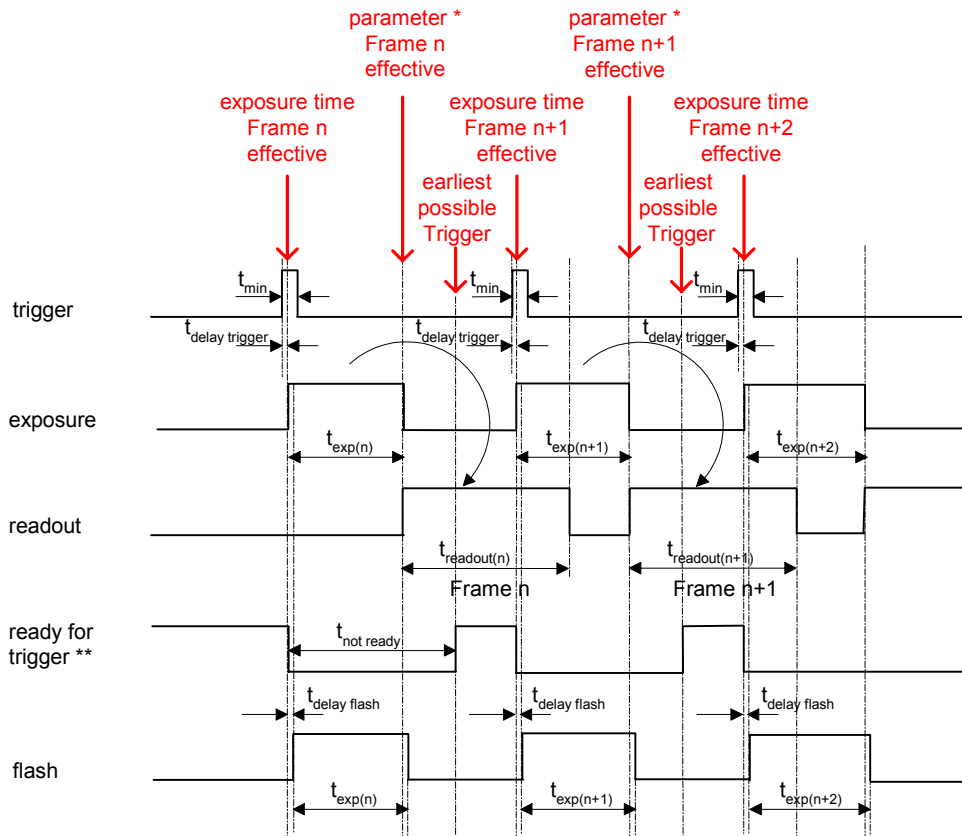 parameter *
Frame n
effective
parameter *
Frame n+1
effective
exposure time
Frame n
effective
exposure time
Frame n+1
effective
exposure time
Frame n+2
effective
earliest
possible
Trigger
earliest
possible
Trigger
trigger
tmin
tmin
tmin
tdelay trigger
tdelay trigger
tdelay trigger
exposure
texp(n)
texp(n+1)
texp(n+2)
readout
treadout(n)
treadout(n+1)
Frame n
Frame n+1
ready for
trigger **
tnot ready
tdelay flash
tdelay flash
tdelay flash
flash
texp(n)
texp(n+1)
texp(n+2)